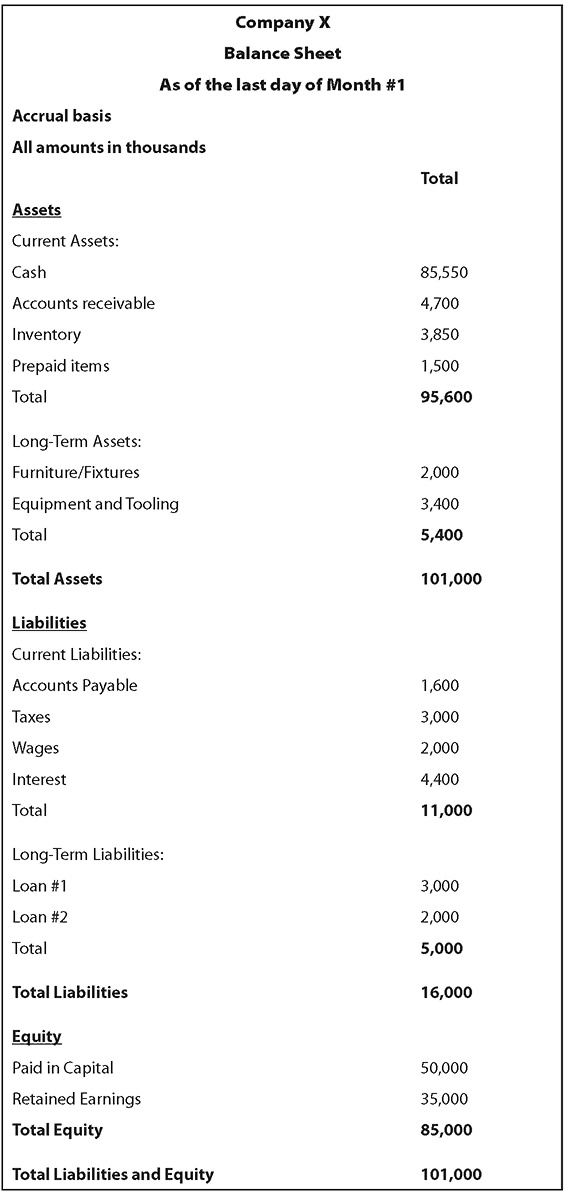 Company X
Balance Sheet
As of the last day of Month #1
Accrual basis
All amounts in thousands
Total
Assets
Current Assets:
Cash 85,550
Accounts receivable 4,700
Inventory 3,850
Prepaid items 1,500
Total 95,600
Long-Term Assets:
Furniture/Fixtures 2,000
Equipment and Tooling 3,400
Total 5,400
Total Assets 101,000
Liabilities
Current Liabilities:
Accounts Payable 1,600
Taxes 3,000
Wages 2,000
Interest 4,400
Total 11,000
Long-Term Liabilities:
Loan #1 3,000
Loan #2 2,000
Total 5,000
Total Liabilities 16,000
Equity
Paid in Capital 50,000
Retained Earnings 35,000
Total Equity 85,000
Total Liabilities and Equity 101,000